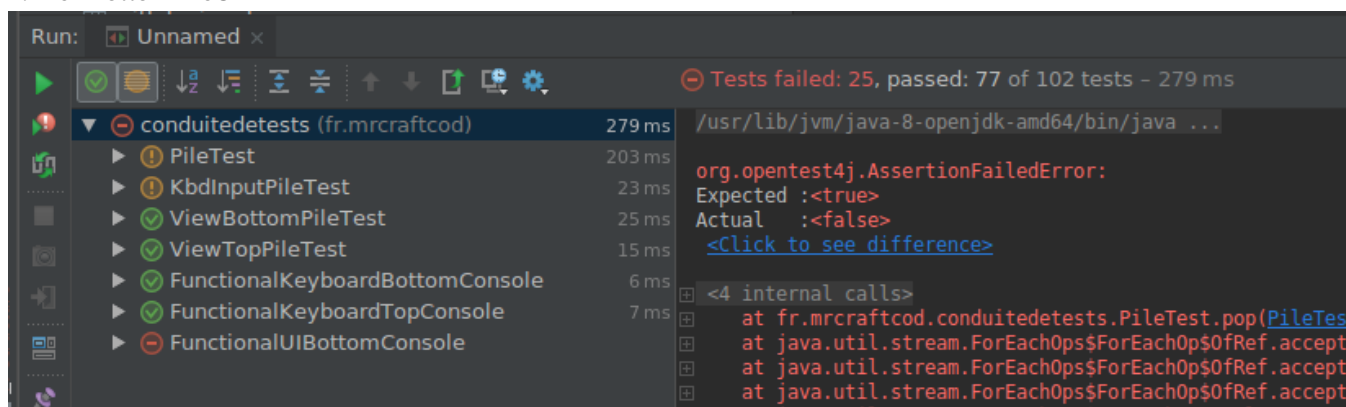 Run: Unnamed ×
Tests failed: 25, passed: 77 of 102 tests – 279 ms
conduitedetests (fr.mrcraftcod) 279 ms
PileTest 203 ms
KbdInputPileTest 23 ms
ViewBottomPileTest 25 ms
ViewTopPileTest 15 ms
FunctionalKeyboardBottomConsole 6 ms
FunctionalKeyboardTopConsole 7 ms
FunctionalUIBottomConsole
/usr/lib/jvm/java-8-openjdk-amd64/bin/java ...
org.opentest4j.AssertionFailedError:
Expected :<true>
Actual :<false>
<Click to see difference>
<4 internal calls>
at fr.mrcraftcod.conduitedetests.PileTest.pop(PileTes
at java.util.stream.ForEachOps$ForEachOp$OfRef.accept
at java.util.stream.ForEachOps$ForEachOp$OfRef.accept
at java.util.stream.ForEachOps$ForEachOp$OfRef.accept